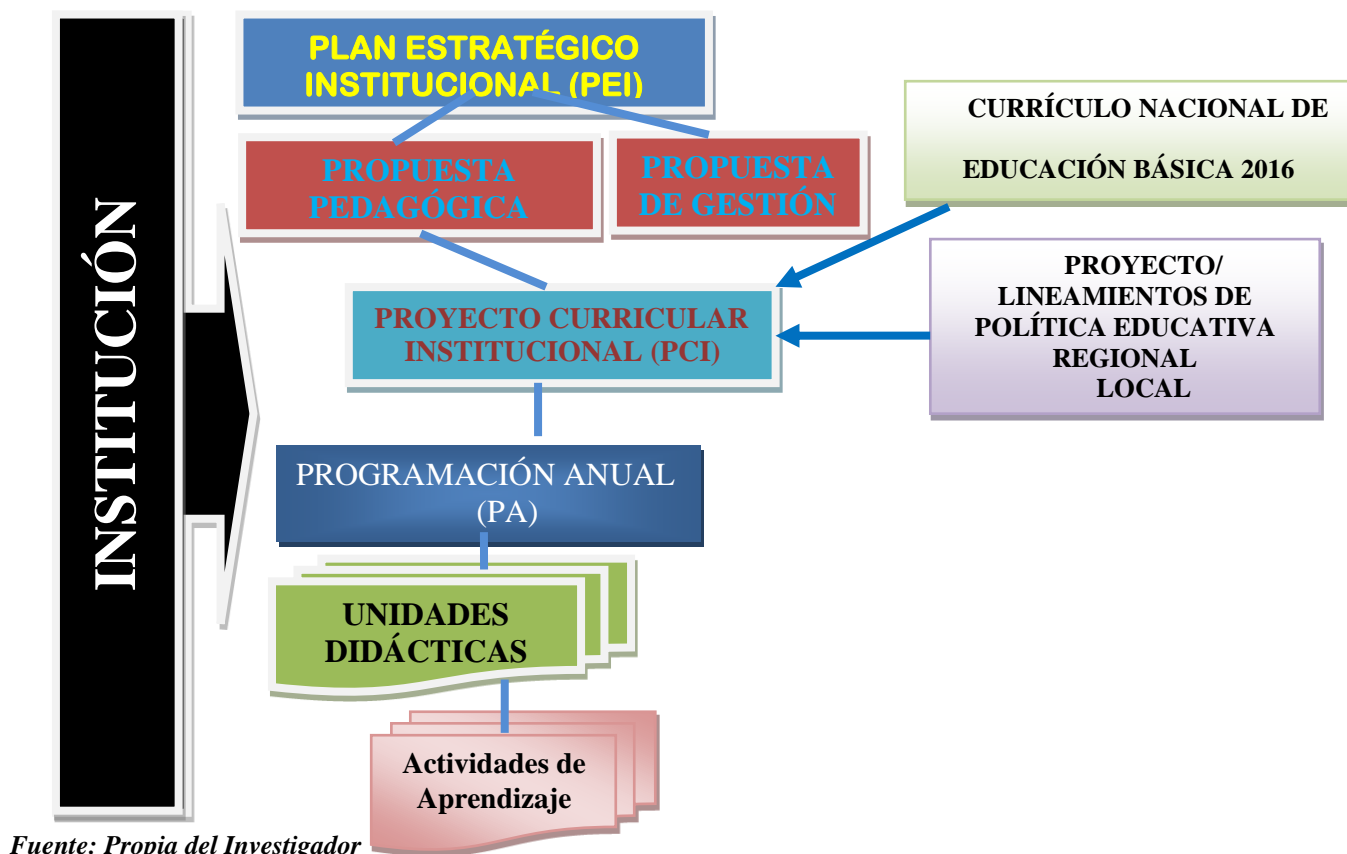 INSTITUCIÓN
PLAN ESTRATÉGICO
INSTITUCIONAL (PEI)
PROPUESTA
PEDAGÓGICA
PROPUESTA
DE GESTIÓN
CURRÍCULO NACIONAL DE
EDUCACIÓN BÁSICA 2016
PROYECTO/
LINEAMIENTOS DE
POLÍTICA EDUCATIVA
REGIONAL
LOCAL
PROYECTO CURRICULAR
INSTITUCIONAL (PCI)
PROGRAMACIÓN ANUAL
(PA)
UNIDADES
DIDÁCTICAS
Actividades de
Aprendizaje
Fuente: Propia del Investigador